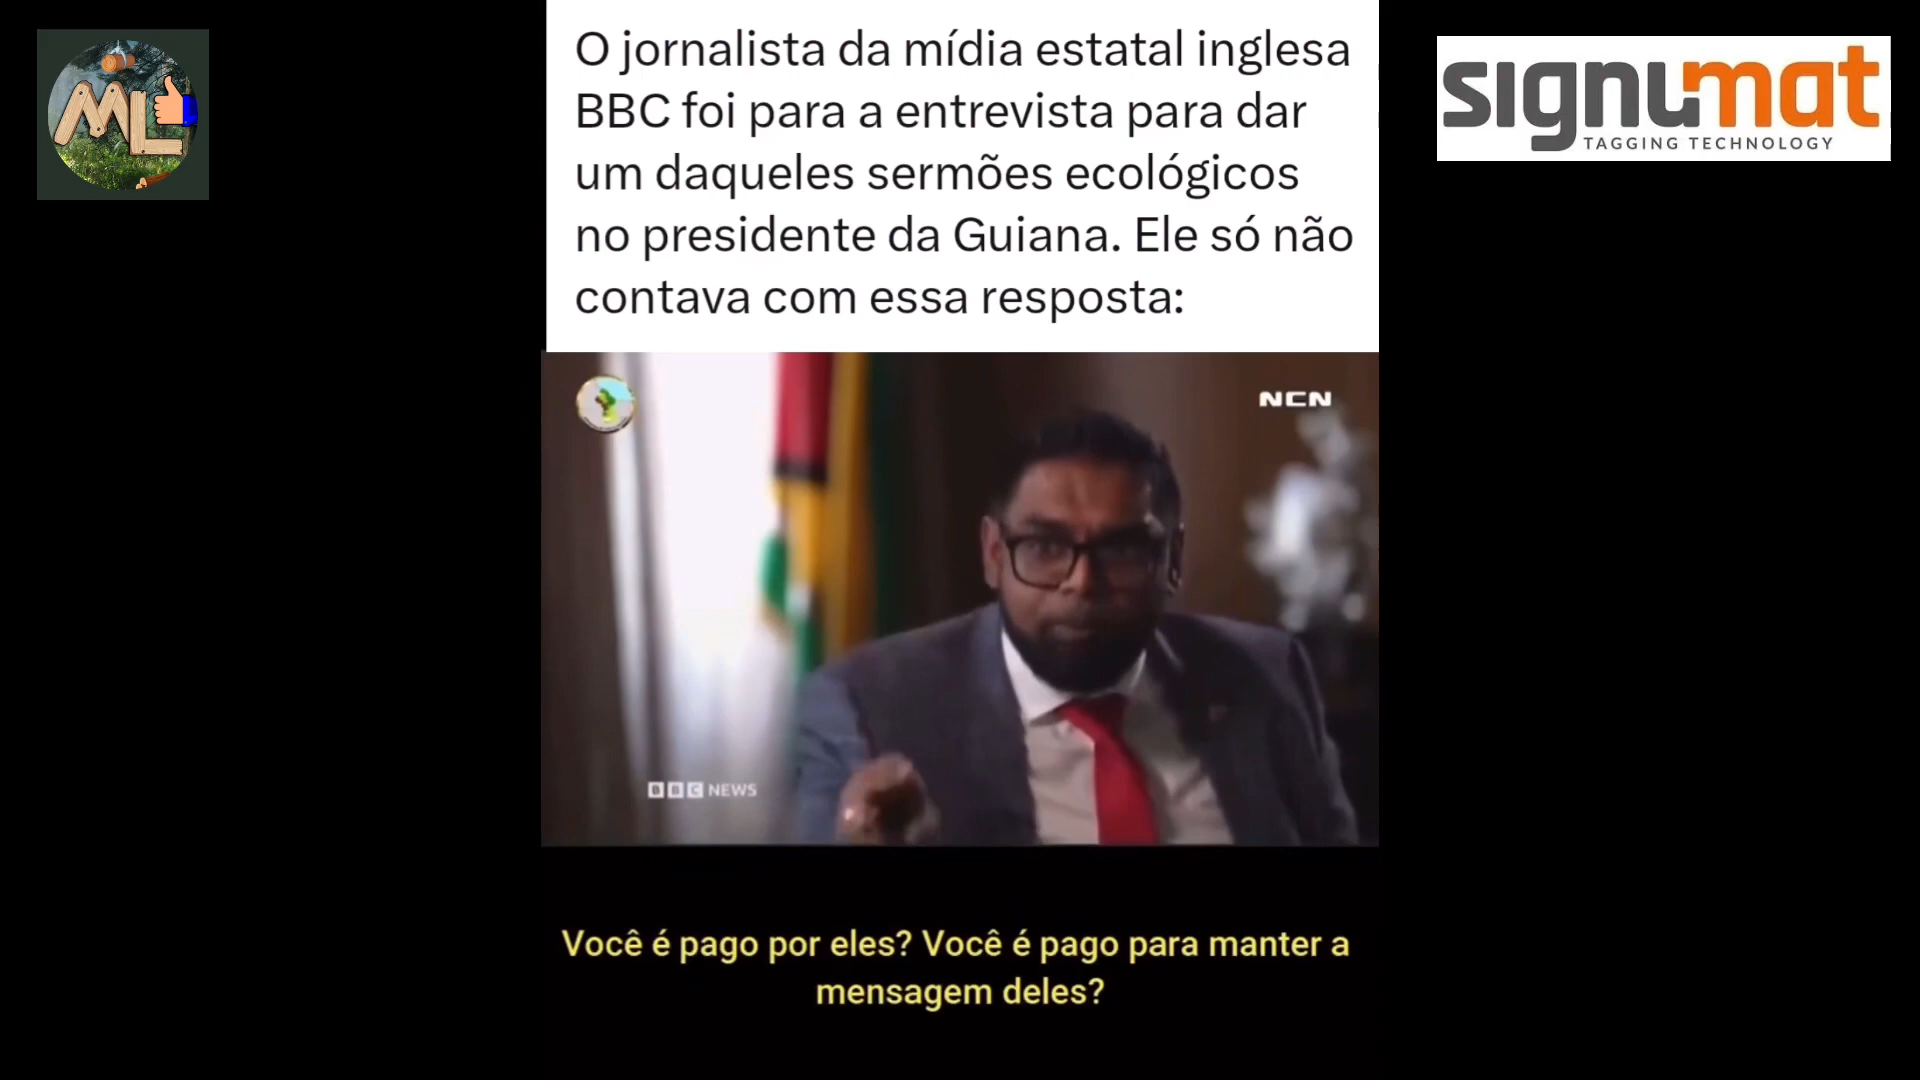 ML
signumat
TAGGING TECHNOLOGY
O jornalista da mídia estatal inglesa
BBC foi para a entrevista para dar
um daqueles sermões ecológicos
no presidente da Guiana. Ele só não
contava com essa resposta:
NCN
BBC NEWS
Você é pago por eles? Você é pago para manter a
mensagem deles?